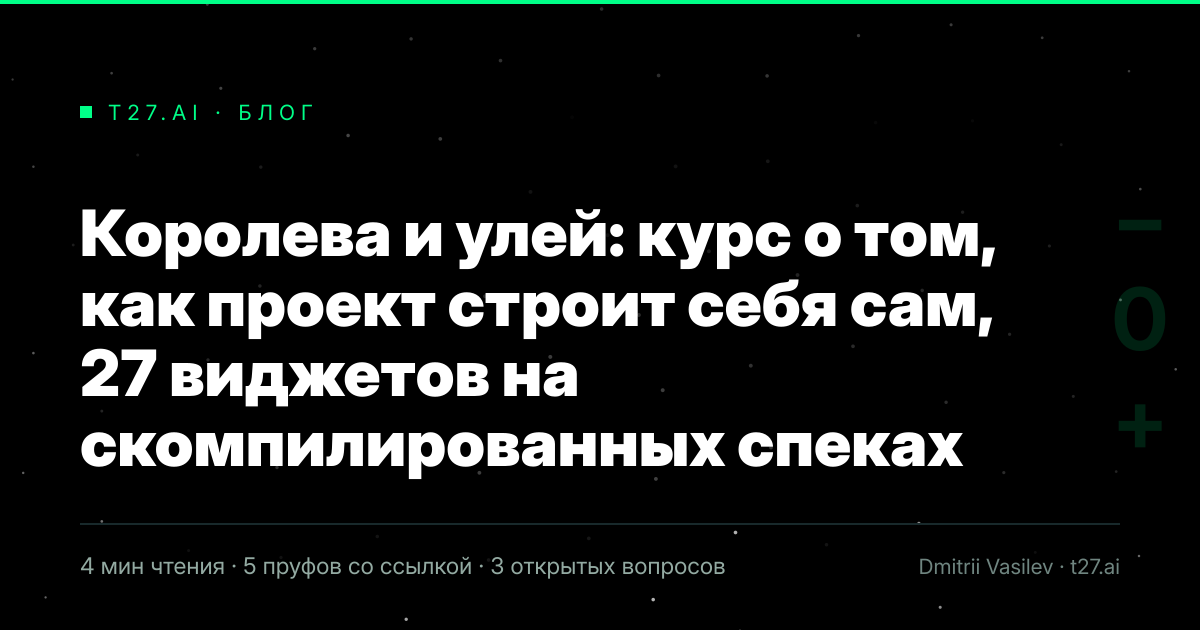 T27.AI · БЛОГ
Королева и улей: курс о том,
как проект строит себя сам,
27 виджетов на
скомпилированных спеках
−
0
+
4 мин чтения · 5 пруфов со ссылкой · 3 открытых вопросов
Dmitrii Vasilev · t27.ai